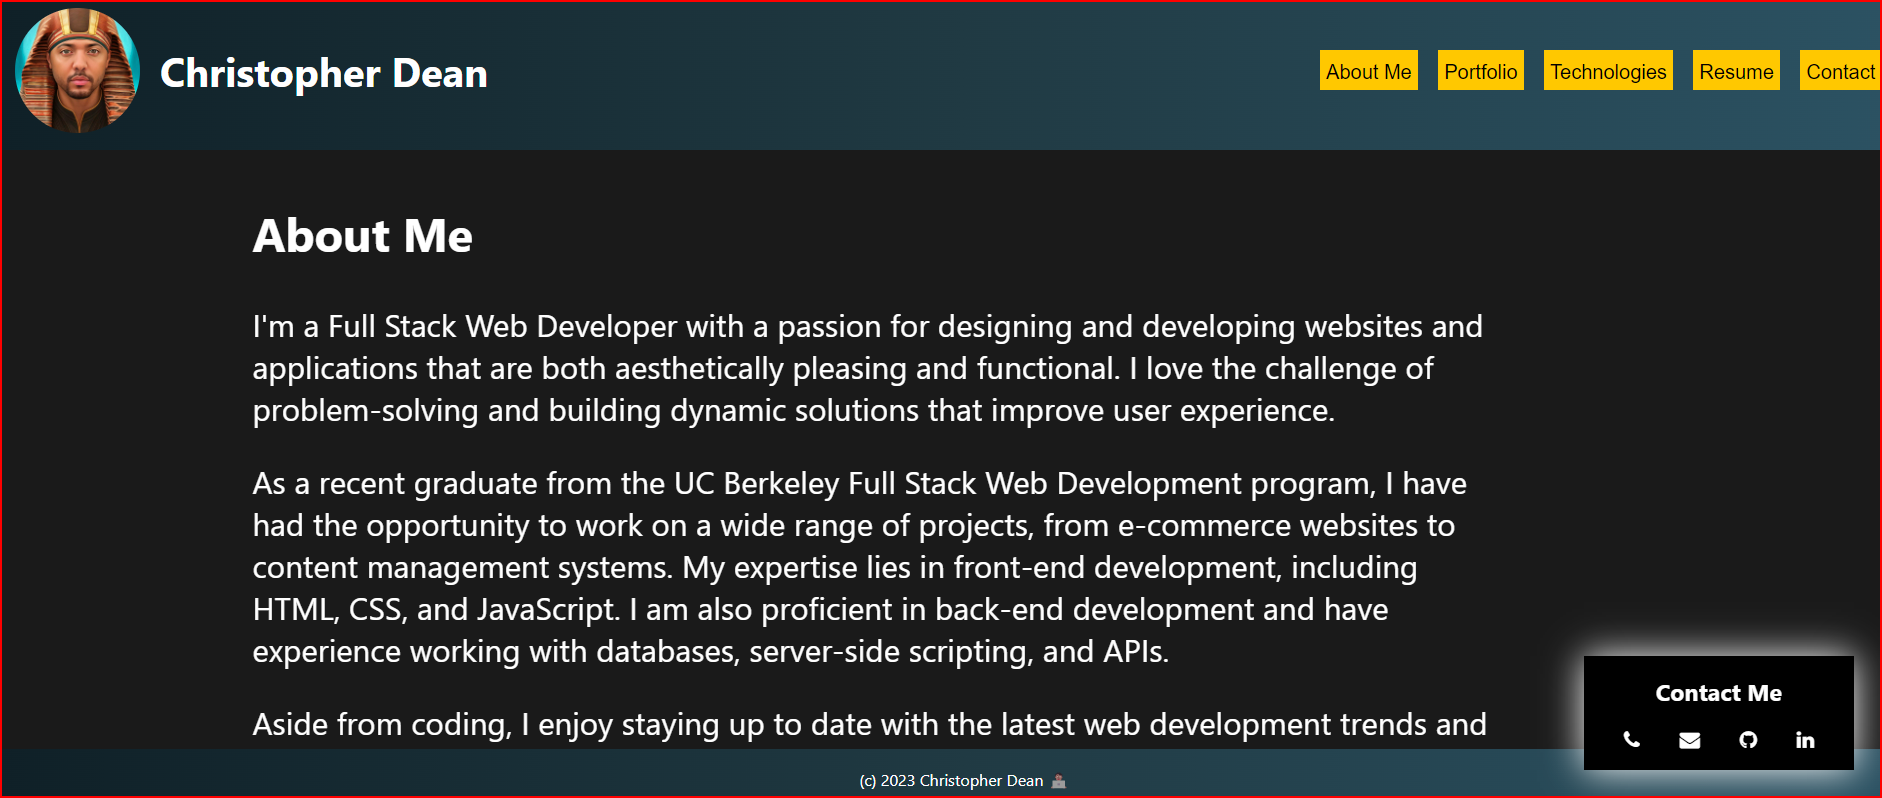 Christopher Dean
About Me
Portfolio
Technologies
Resume
Contact
About Me
I'm a Full Stack Web Developer with a passion for designing and developing websites and
applications that are both aesthetically pleasing and functional. I love the challenge of
problem-solving and building dynamic solutions that improve user experience.
As a recent graduate from the UC Berkeley Full Stack Web Development program, I have
had the opportunity to work on a wide range of projects, from e-commerce websites to
content management systems. My expertise lies in front-end development, including
HTML, CSS, and JavaScript. I am also proficient in back-end development and have
experience working with databases, server-side scripting, and APIs.
Aside from coding, I enjoy staying up to date with the latest web development trends and
Contact Me
(c) 2023 Christopher Dean